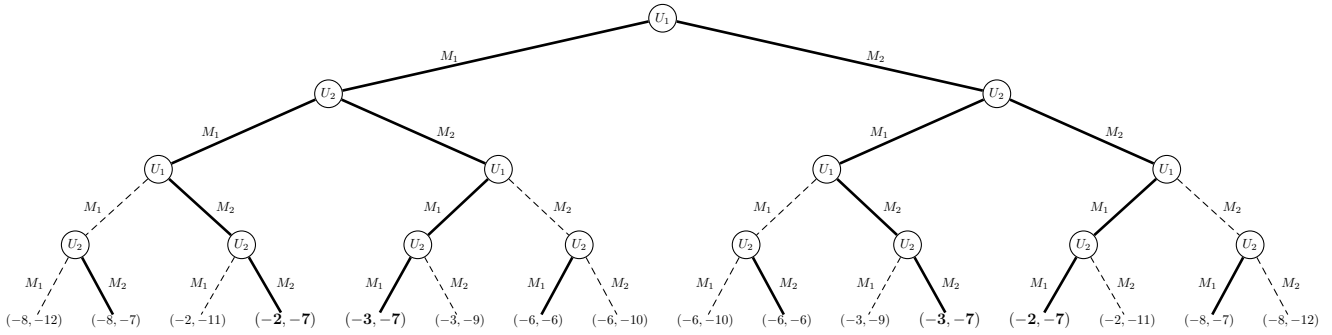 U1
M1 M2
U2 U2
M1 M2 M1 M2
U1 U1 U1 U1
M1 M2 M1 M2 M1 M2 M1 M2
U2 U2 U2 U2 U2 U2 U2 U2
M1 M2 M1 M2 M1 M2 M1 M2 M1 M2 M1 M2 M1 M2 M1 M2
(−8, −12) (−8, −7) (−2, −11) (−2, −7) (−3, −7) (−3, −9) (−6, −6) (−6, −10) (−6, −10) (−6, −6) (−3, −9) (−3, −7) (−2, −7) (−2, −11) (−8, −7) (−8, −12)